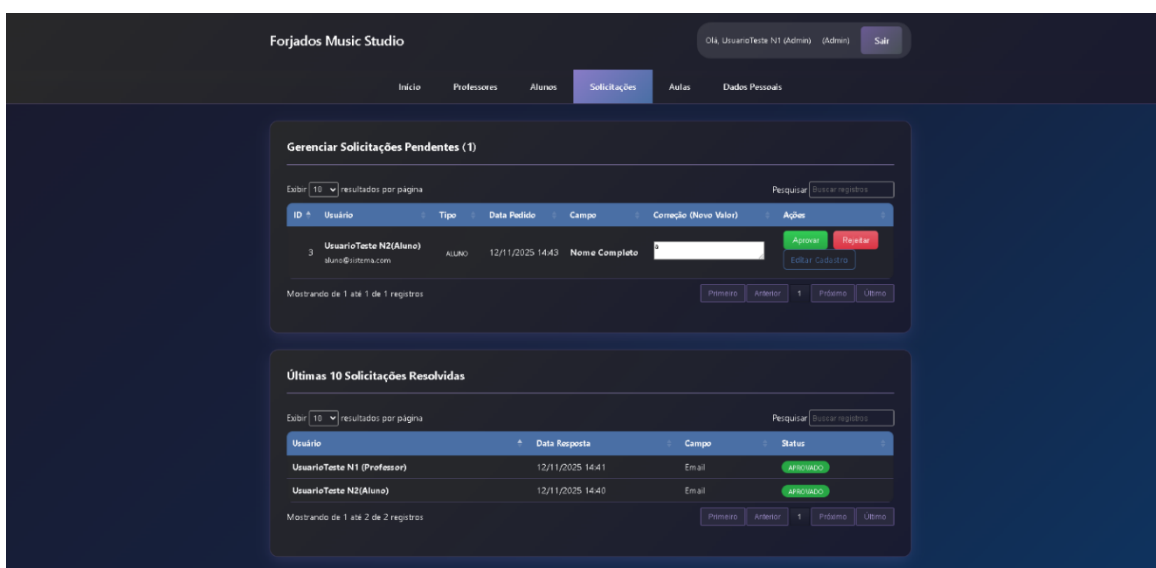 Forjados Music Studio
Olá, UsuarioTeste N1 (Admin) (Admin) Sair
Início Professores Alunos Solicitações Aulas Dados Pessoais
Gerenciar Solicitações Pendentes (1)
Exibir 10 resultados por página Pesquisar Buscar registros
ID Usuário Tipo Data Pedido Campo Correção (Novo Valor) Ações
3 UsuarioTeste N2(Aluno) ALUNO 12/11/2025 14:43 Nome Completo a Aprovar Rejeitar
aluno@sistema.com Editar Cadastro
Mostrando de 1 até 1 de 1 registros Primeiro Anterior 1 Próximo Último
Últimas 10 Solicitações Resolvidas
Exibir 10 resultados por página Pesquisar Buscar registros
Usuário Data Resposta Campo Status
UsuarioTeste N1 (Professor) 12/11/2025 14:41 Email APROVADO
UsuarioTeste N2(Aluno) 12/11/2025 14:40 Email APROVADO
Mostrando de 1 até 2 de 2 registros Primeiro Anterior 1 Próximo Último